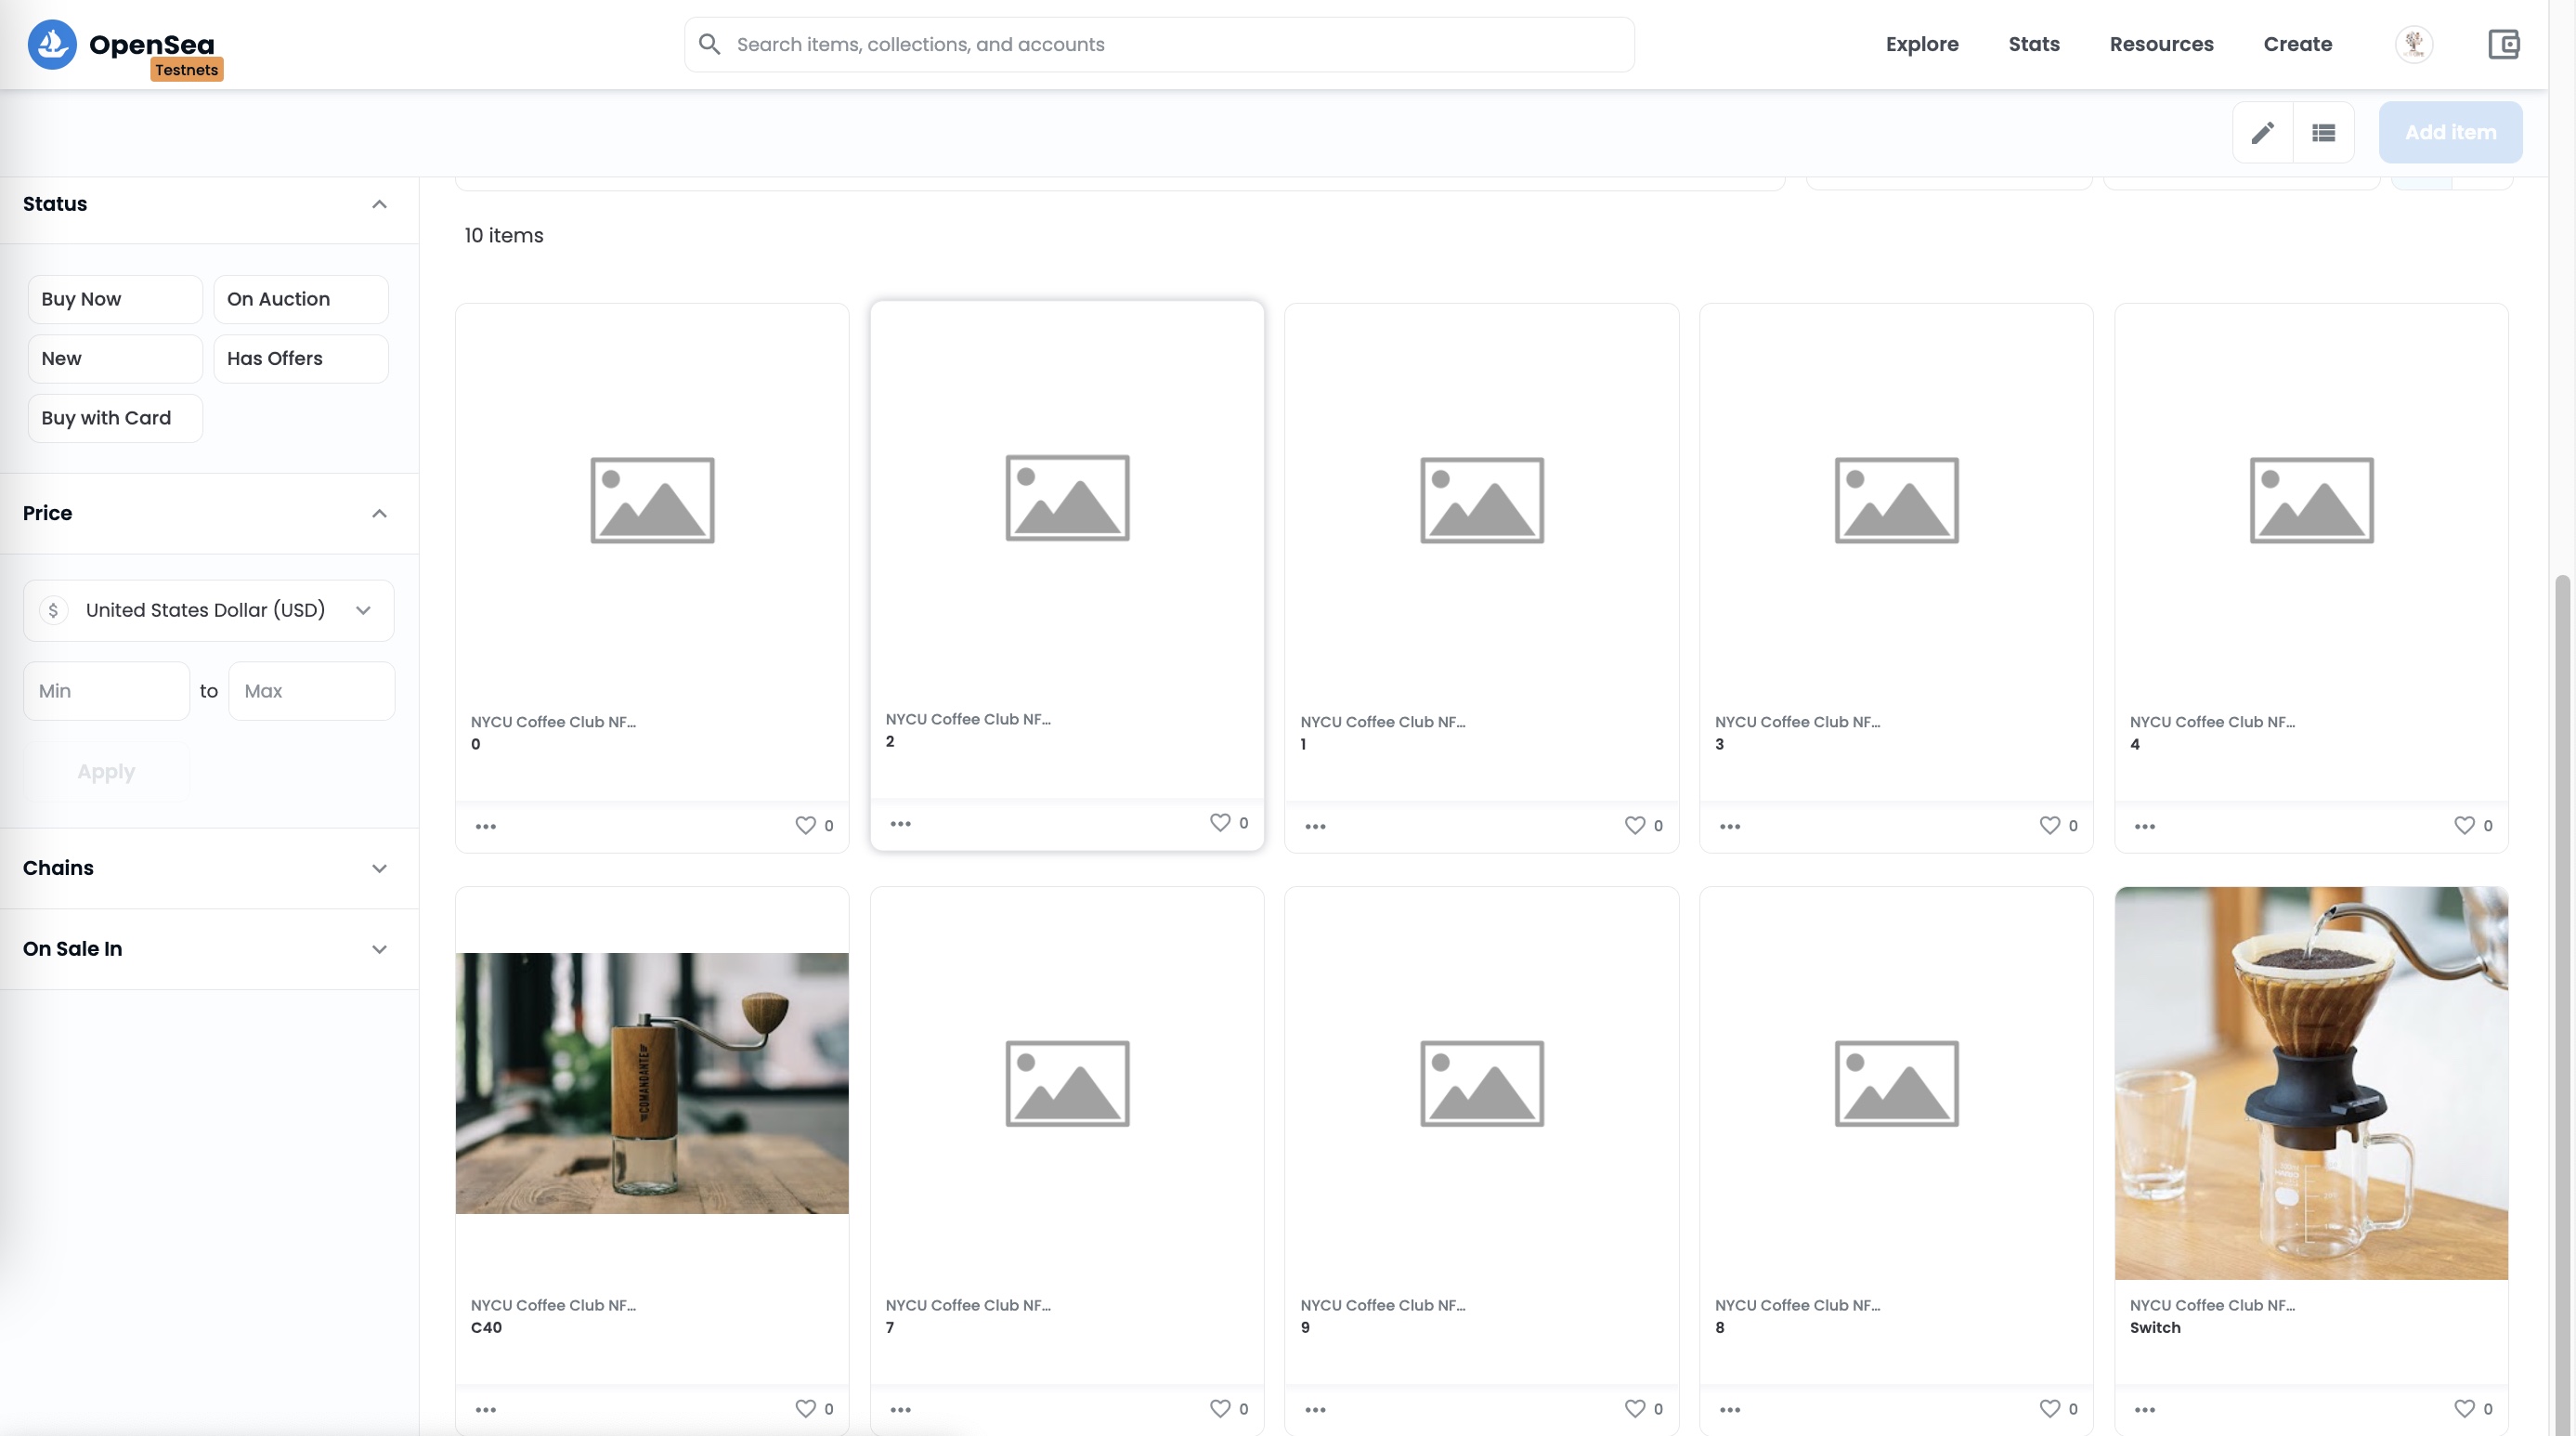 OpenSea
Testnets
Search items, collections, and accounts
Explore
Stats
Resources
Create
Add item
Status
10 items
Buy Now
On Auction
New
Has Offers
Buy with Card
Price
$
United States Dollar (USD)
Min
to
Max
Apply
Chains
On Sale In
NYCU Coffee Club NF...
0
0
NYCU Coffee Club NF...
2
0
NYCU Coffee Club NF...
1
0
NYCU Coffee Club NF...
3
0
NYCU Coffee Club NF...
4
0
COMANDANTE
NYCU Coffee Club NF...
C40
0
NYCU Coffee Club NF...
7
0
NYCU Coffee Club NF...
9
0
NYCU Coffee Club NF...
8
0
NYCU Coffee Club NF...
Switch
0